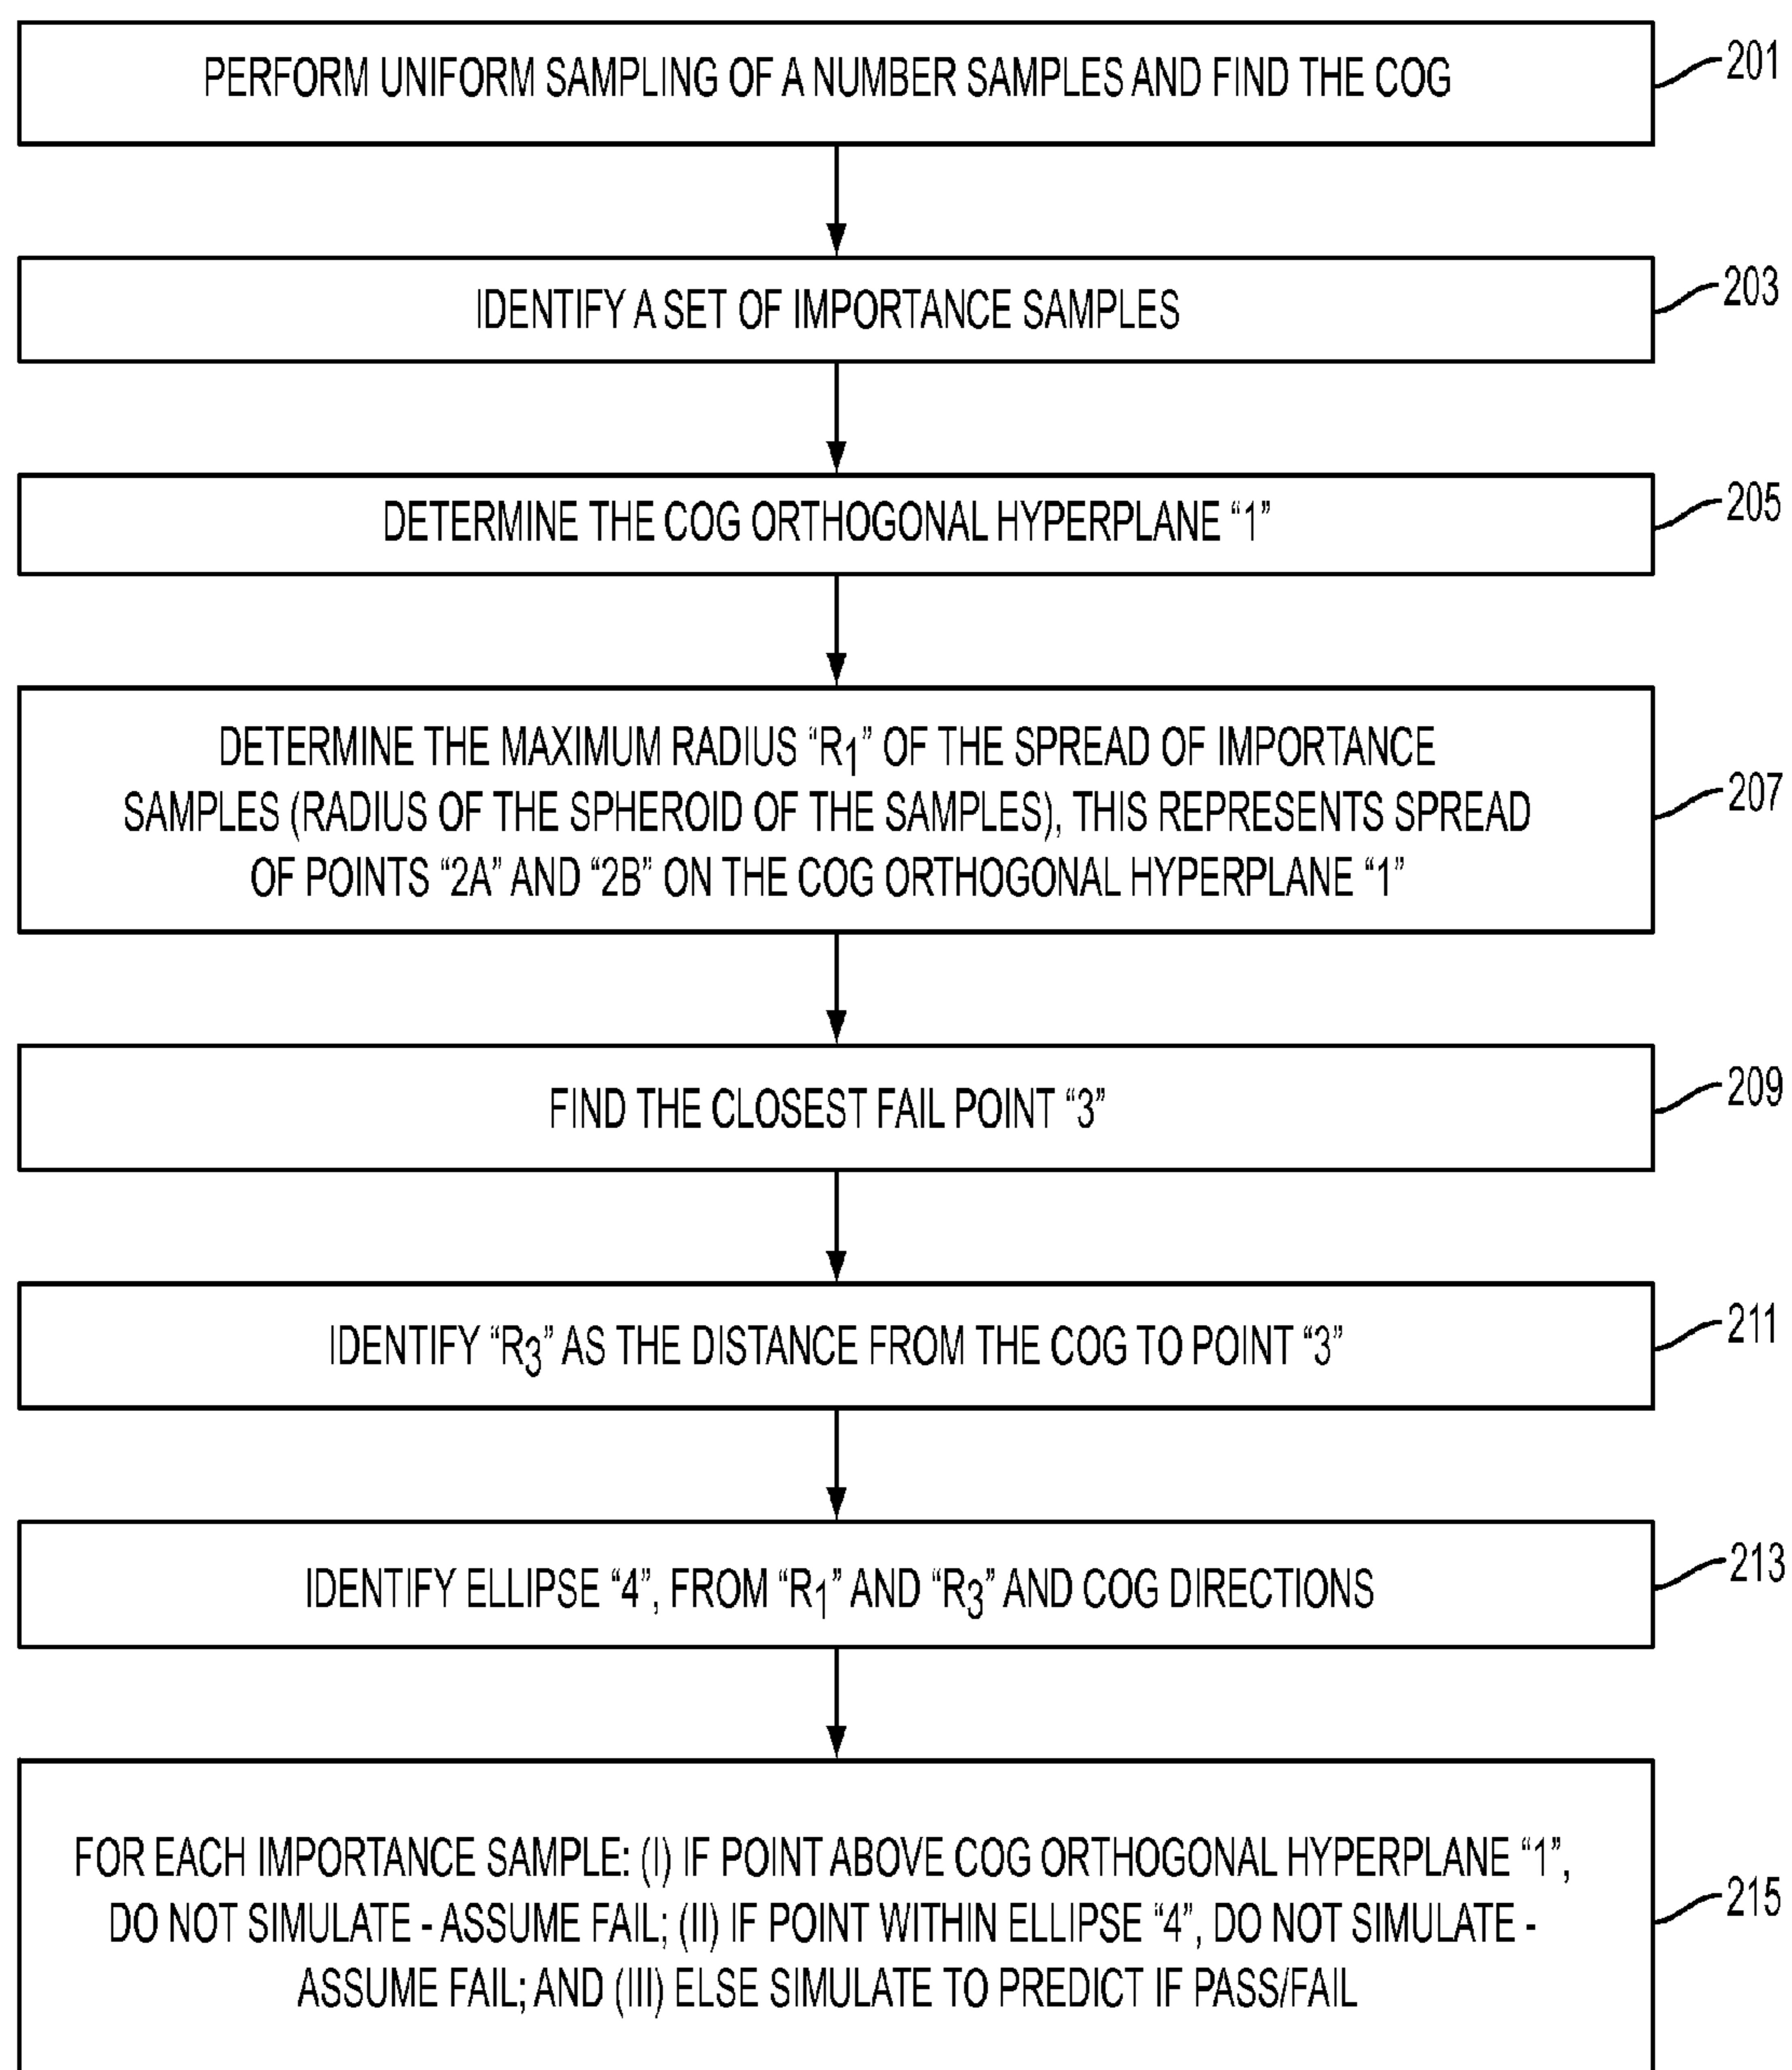 PERFORM UNIFORM SAMPLING OF A NUMBER SAMPLES AND FIND THE COG
201
IDENTIFY A SET OF IMPORTANCE SAMPLES
203
DETERMINE THE COG ORTHOGONAL HYPERPLANE “1”
205
DETERMINE THE MAXIMUM RADIUS “R1” OF THE SPREAD OF IMPORTANCE
SAMPLES (RADIUS OF THE SPHEROID OF THE SAMPLES), THIS REPRESENTS SPREAD
OF POINTS “2A” AND “2B” ON THE COG ORTHOGONAL HYPERPLANE “1”
207
FIND THE CLOSEST FAIL POINT “3”
209
IDENTIFY “R3” AS THE DISTANCE FROM THE COG TO POINT “3”
211
IDENTIFY ELLIPSE “4”, FROM “R1” AND “R3” AND COG DIRECTIONS
213
FOR EACH IMPORTANCE SAMPLE: (I) IF POINT ABOVE COG ORTHOGONAL HYPERPLANE “1”,
DO NOT SIMULATE - ASSUME FAIL; (II) IF POINT WITHIN ELLIPSE “4”, DO NOT SIMULATE -
ASSUME FAIL; AND (III) ELSE SIMULATE TO PREDICT IF PASS/FAIL
215